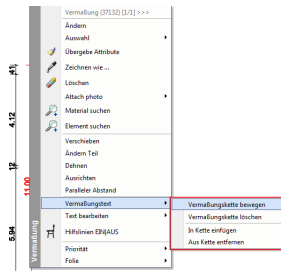 Vermaßung (37132) [1/1] >>>
Ändern
Auswahl
Übergebe Attribute
Zeichnen wie ...
Löschen
Attach photo
Material suchen
Element suchen
Verschieben
Ändern Teil
Dehnen
Ausrichten
Paralleler Abstand
Vermaßungstext
Text bearbeiten
Hilfslinien EIN|AUS
Priorität
Folie
Vermaßungskette bewegen
Vermaßungskette löschen
In Kette einfügen
Aus Kette entfernen
Vermaßung
4.12
11.00
5.94